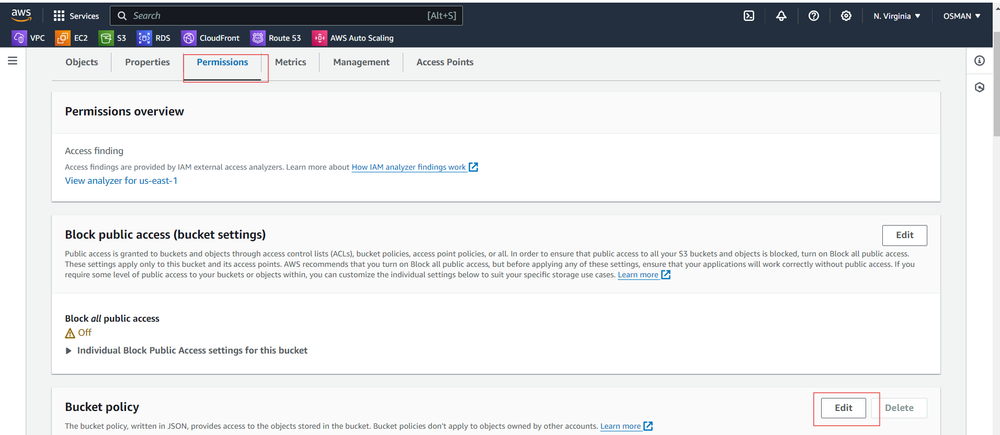 aws
Services
Search [Alt+S]
N. Virginia
OSMAN
VPC
EC2
S3
RDS
CloudFront
Route 53
AWS Auto Scaling
Objects
Properties
Permissions
Metrics
Management
Access Points
Permissions overview
Access finding
Access findings are provided by IAM external access analyzers. Learn more about How IAM analyzer findings work
View analyzer for us-east-1
Block public access (bucket settings)
Edit
Public access is granted to buckets and objects through access control lists (ACLs), bucket policies, access point policies, or all. In order to ensure that public access to all your S3 buckets and objects is blocked, turn on Block all public access.
These settings apply only to this bucket and its access points. AWS recommends that you turn on Block all public access, but before applying any of these settings, ensure that your applications will work correctly without public access. If you
require some level of public access to your buckets or objects within, you can customize the individual settings below to suit your specific storage use cases. Learn more
Block all public access
Off
Individual Block Public Access settings for this bucket
Bucket policy
Edit
Delete
The bucket policy, written in JSON, provides access to the objects stored in the bucket. Bucket policies don't apply to objects owned by other accounts. Learn more